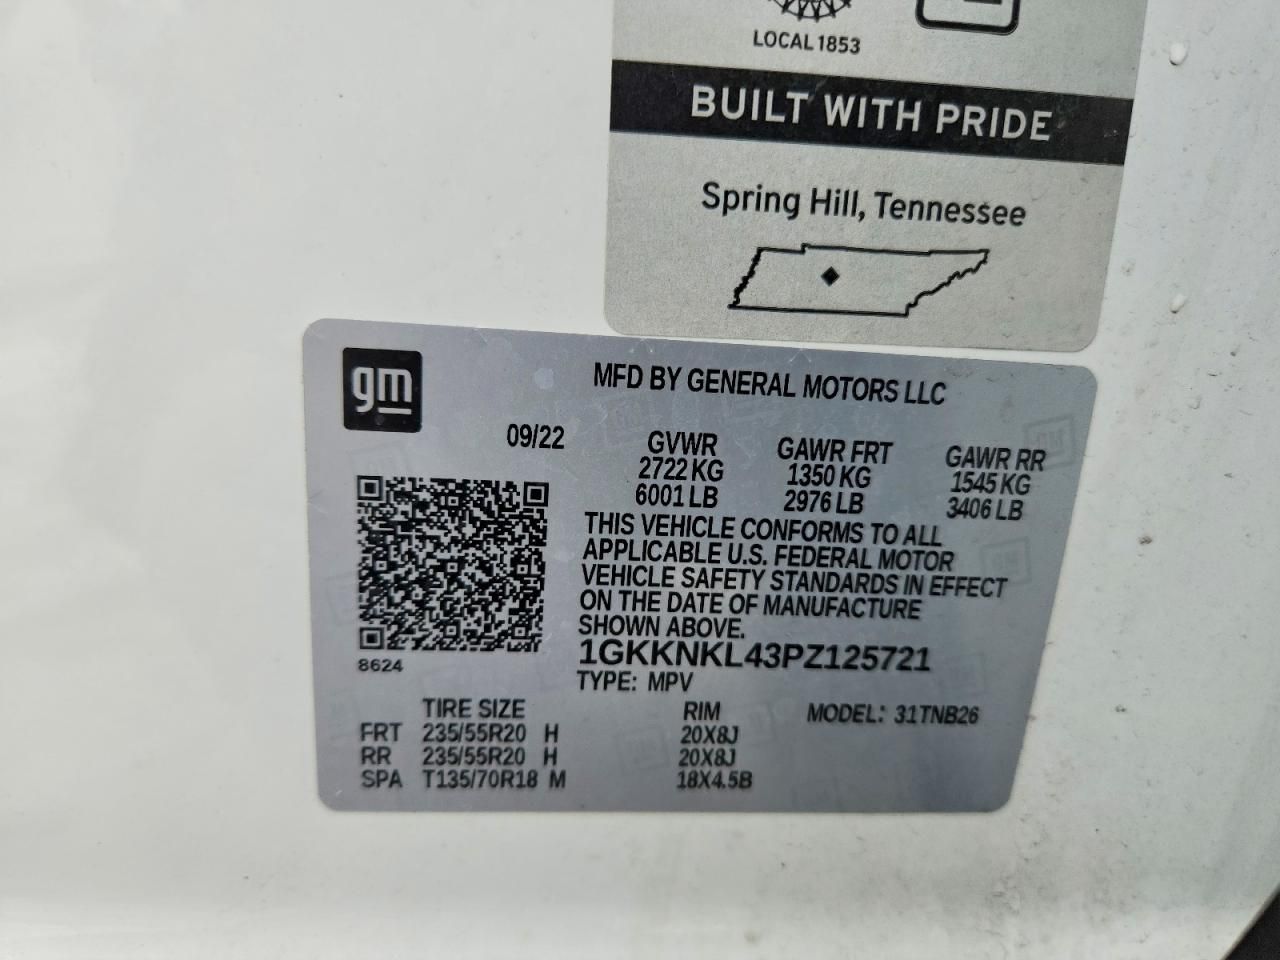 LOCAL 1853
BUILT WITH PRIDE
Spring Hill, Tennessee
gm
MFD BY GENERAL MOTORS LLC
09/22
GVWR GAWR FRT GAWR RR
2722 KG 1350 KG 1545 KG
6001 LB 2976 LB 3406 LB
THIS VEHICLE CONFORMS TO ALL
APPLICABLE U.S. FEDERAL MOTOR
VEHICLE SAFETY STANDARDS IN EFFECT
ON THE DATE OF MANUFACTURE
SHOWN ABOVE.
8624
1GKKNKL43PZ125721
TYPE: MPV
TIRE SIZE RIM MODEL: 31TNB26
FRT 235/55R20 H 20X8J
RR 235/55R20 H 20X8J
SPA T135/70R18 M 18X4.5B